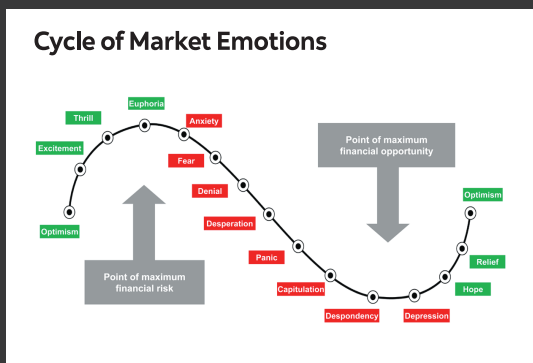 Cycle of Market Emotions
Optimism
Excitement
Thrill
Euphoria
Anxiety
Fear
Denial
Desperation
Panic
Capitulation
Despondency
Depression
Hope
Relief
Optimism
Point of maximum
financial risk
Point of maximum
financial opportunity